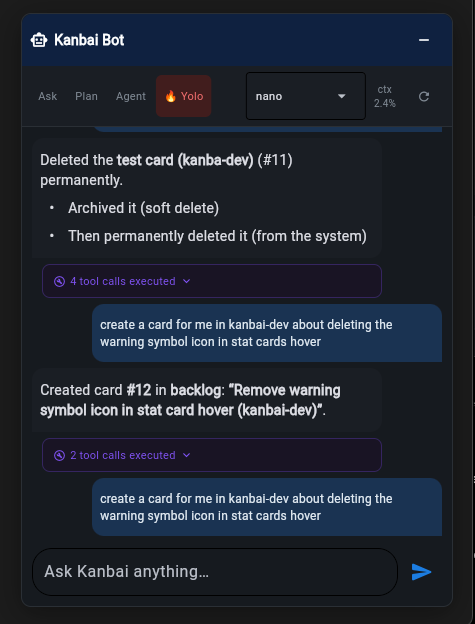 Kanbai Bot
Ask Plan Agent 🔥 Yolo nano ctx
2.4%
Deleted the test card (kanba-dev) (#11)
permanently.
• Archived it (soft delete)
• Then permanently deleted it (from the system)
4 tool calls executed
create a card for me in kanbai-dev about deleting the
warning symbol icon in stat cards hover
Created card #12 in backlog: “Remove warning
symbol icon in stat card hover (kanbai-dev)”.
2 tool calls executed
create a card for me in kanbai-dev about deleting the
warning symbol icon in stat cards hover
Ask Kanbai anything...